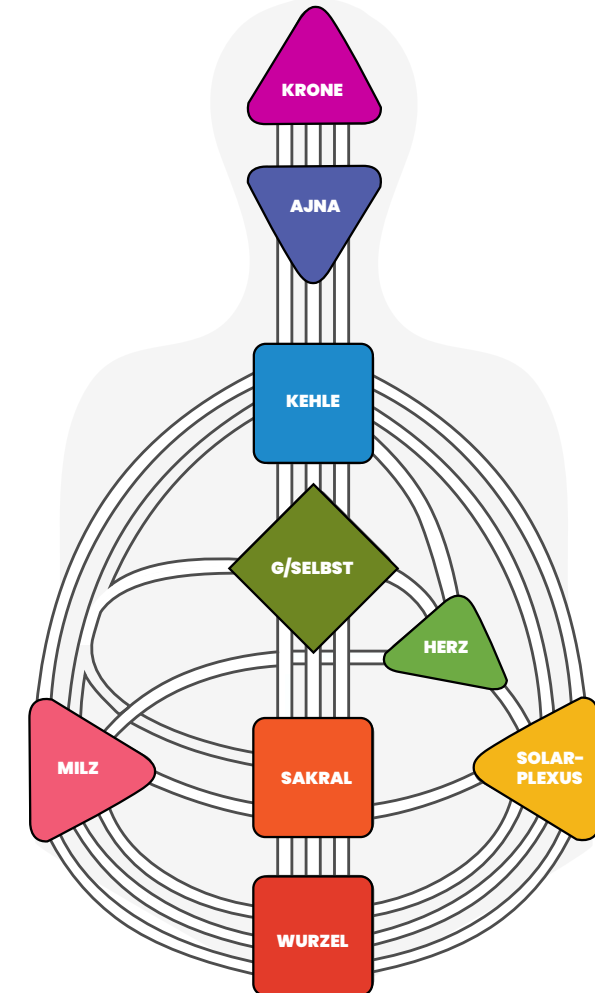 KRONE
AJNA
KEHLE
G/SELBST
HERZ
MILZ
SAKRAL
SOLAR-
PLEXUS
WURZEL